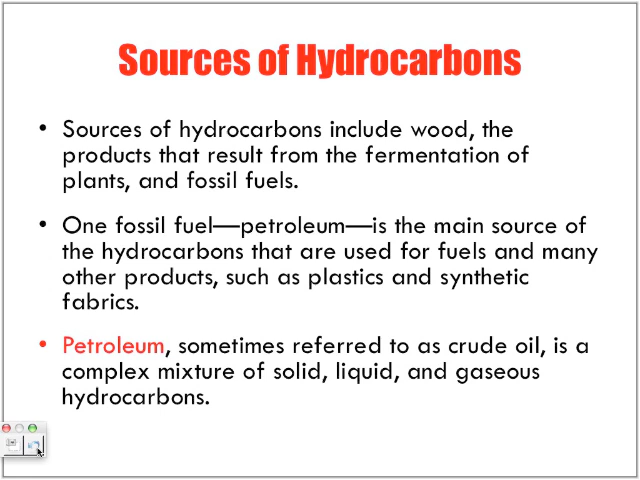 Sources of Hydrocarbons
• Sources of hydrocarbons include wood, the
products that result from the fermentation of
plants, and fossil fuels.
• One fossil fuel—petroleum—is the main source of
the hydrocarbons that are used for fuels and many
other products, such as plastics and synthetic
fabrics.
• Petroleum, sometimes referred to as crude oil, is a
complex mixture of solid, liquid, and gaseous
hydrocarbons.